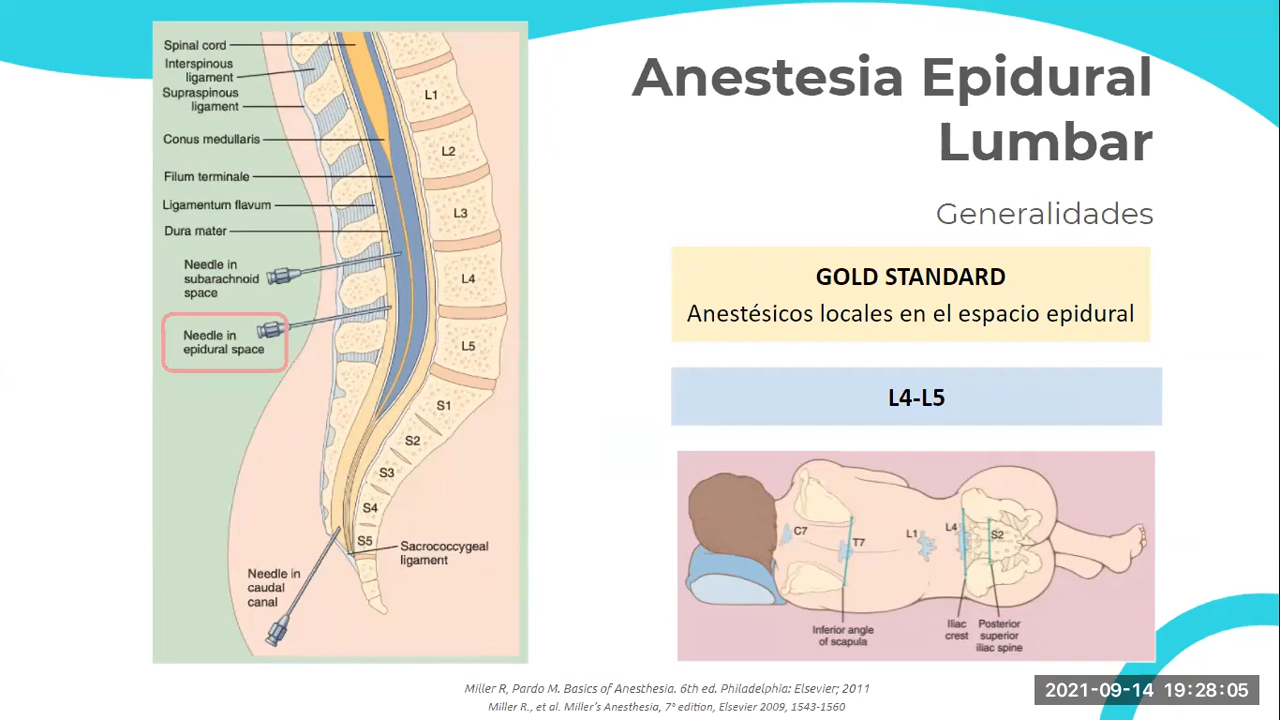 Anestesia Epidural
Lumbar
Generalidades
GOLD STANDARD
Anestésicos locales en el espacio epidural
L4-L5
Spinal cord
Interspinous
ligament
Supraspinous
ligament
Conus medullaris
Filum terminale
Ligamentum flavum
Dura mater
Needle in
subarachnoid
space
Needle in
epidural space
L1
L2
L3
L4
L5
S1
S2
S3
S4
S5
Sacrococcygeal
ligament
Needle in
caudal
canal
C7
T7
L1
L4
S2
Inferior angle
of scapula
Iliac
crest
Posterior
superior
iliac spine
Miller R, Pardo M. Basics of Anesthesia. 6th ed. Philadelphia: Elsevier; 2011
Miller R., et al. Miller's Anesthesia, 7ª edition, Elsevier 2009, 1543-1560
2021-09-14 19:28:05